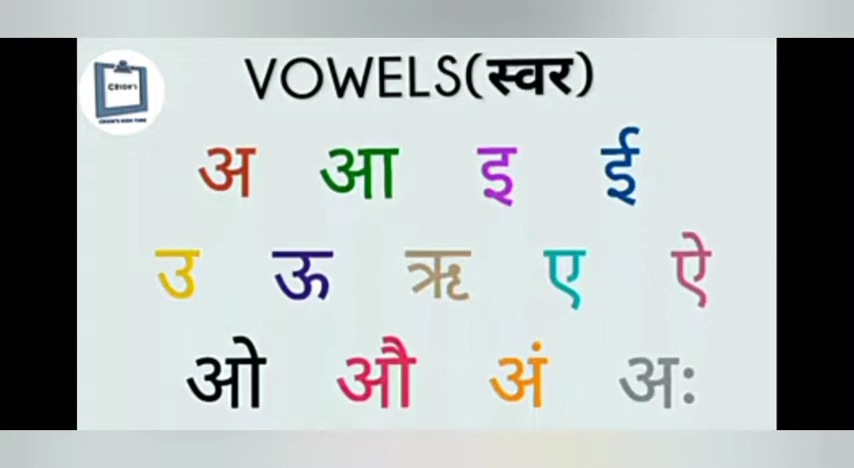 VOWELS(स्वर)
अ आ इ ई
उ ऊ ऋ ए ऐ
ओ औ अं अः